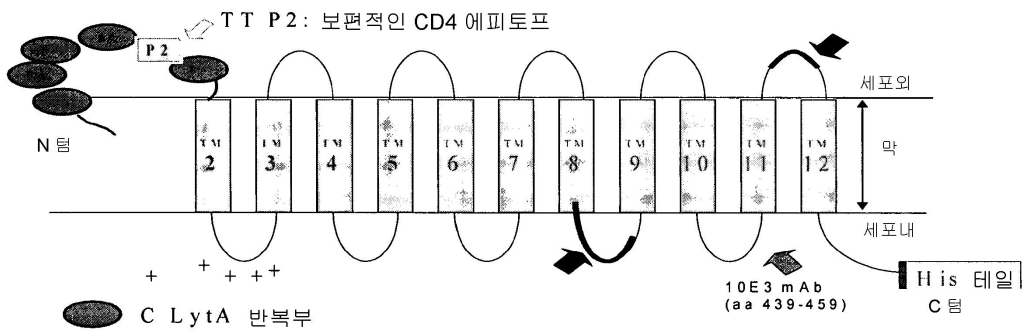 TT P2: 보편적인 CD4 에피토프
P2
세포외
N 텀
TM 2
TM 3
TM 4
TM 5
TM 6
TM 7
TM 8
TM 9
TM 10
TM 11
TM 12
막
세포내
+ + + + +
10E3 mAb
(aa 439-459)
His 테일
C 텀
C LytA 반복부